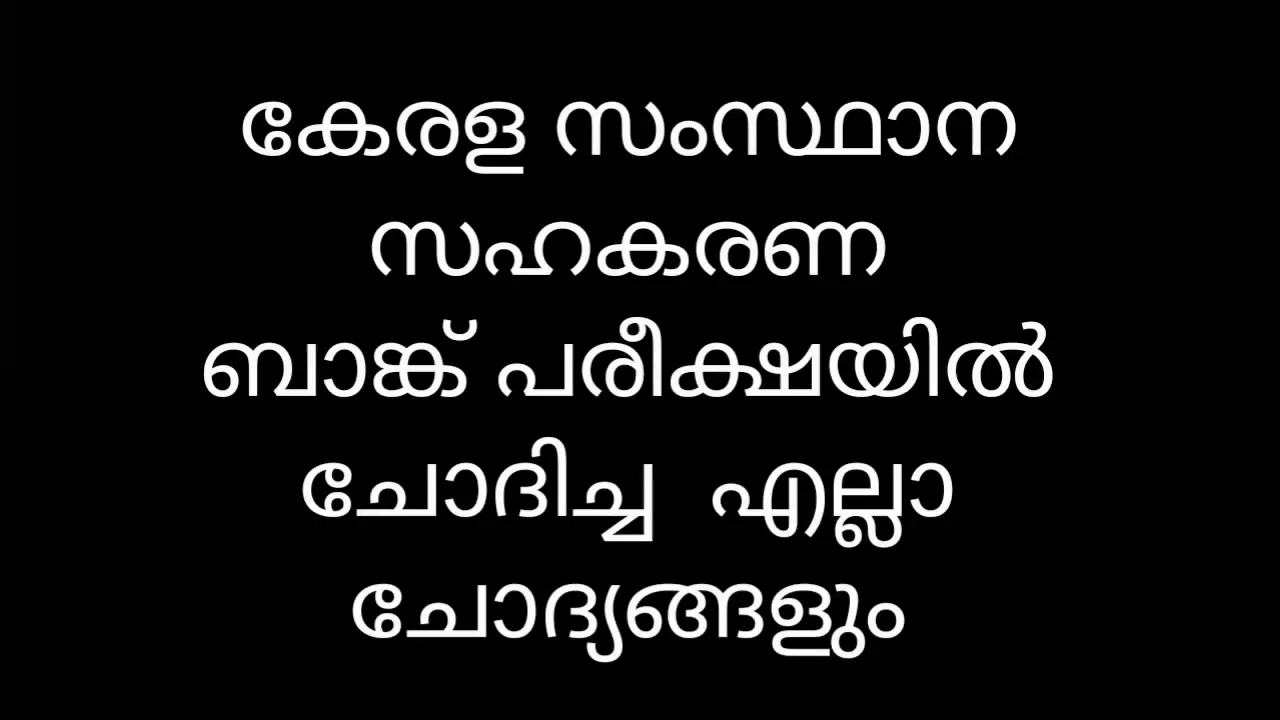 കേരള സംസ്ഥാന
സഹകരണ
ബാങ്ക് പരീക്ഷയിൽ
ചോദിച്ച എല്ലാ
ചോദ്യങ്ങളും